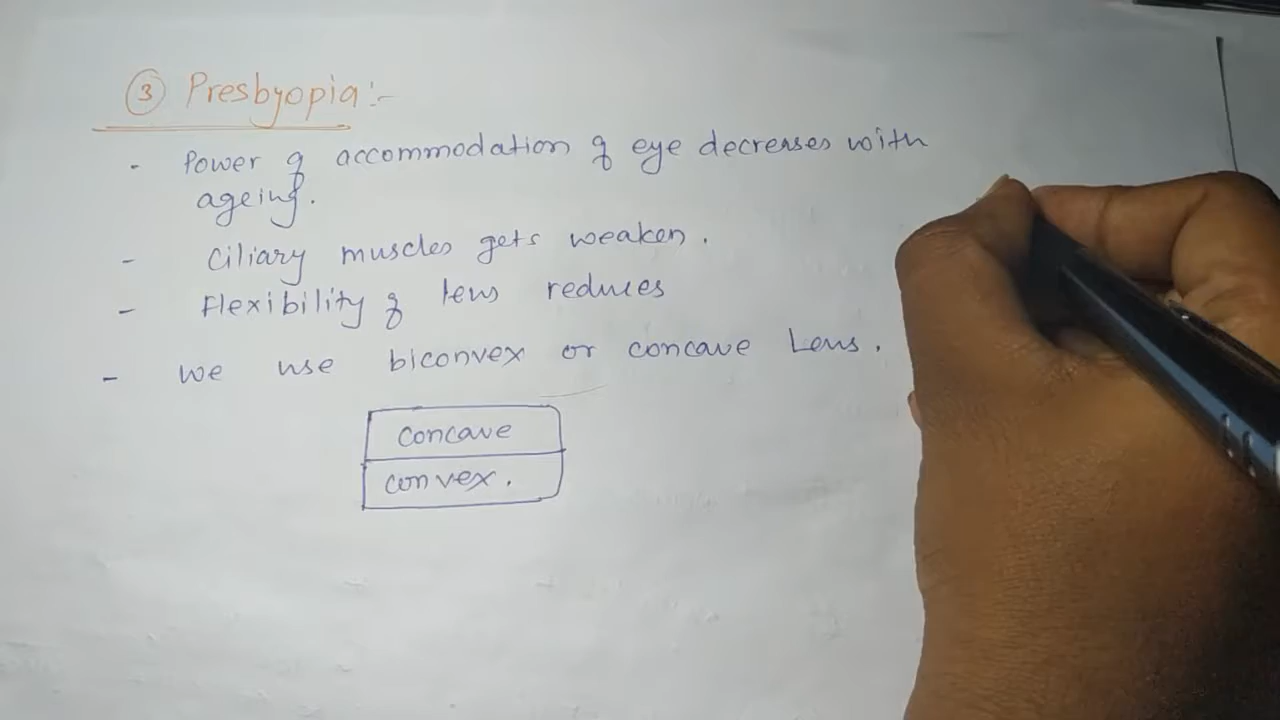 ③ Presbyopia:-
- Power of accommodation of eye decreases with
ageing.
- Ciliary muscles gets weaken.
- Flexibility of lens reduces
- We use biconvex or concave Lens.
concave
convex.